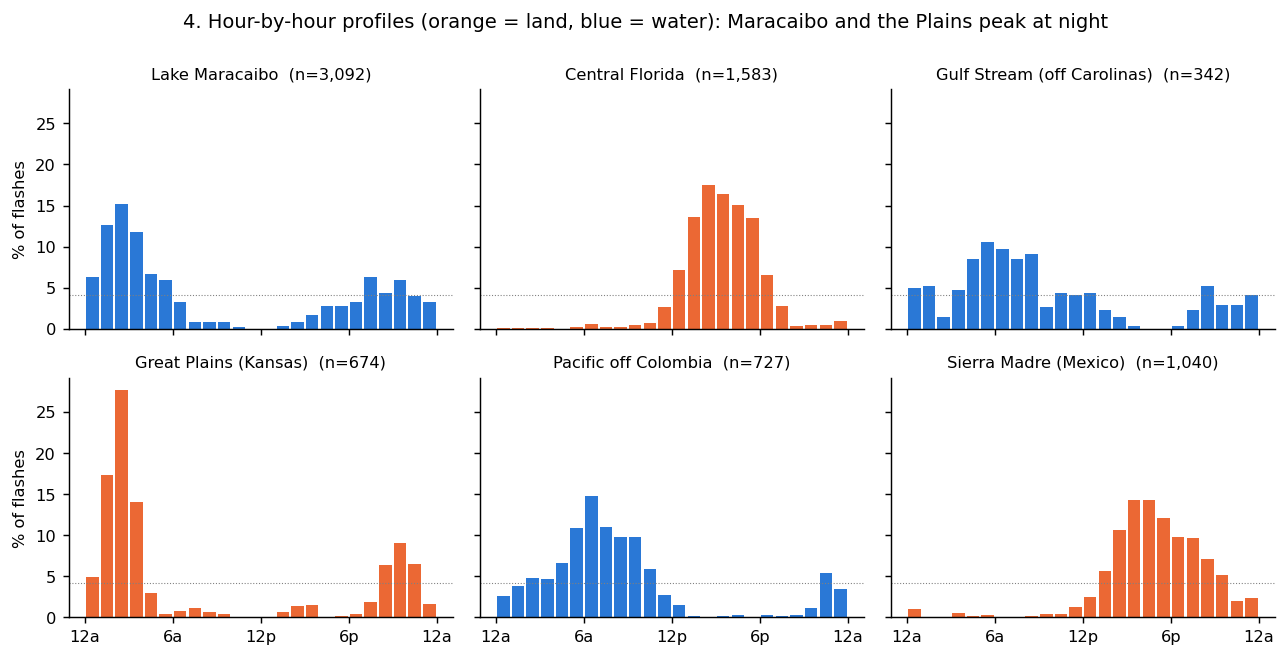 4. Hour-by-hour profiles (orange = land, blue = water): Maracaibo and the Plains peak at night
Lake Maracaibo (n=3,092)
Central Florida (n=1,583)
Gulf Stream (off Carolinas) (n=342)
% of flashes
25
20
15
10
5
0
Great Plains (Kansas) (n=674)
Pacific off Colombia (n=727)
Sierra Madre (Mexico) (n=1,040)
% of flashes
25
20
15
10
5
0
12a 6a 12p 6p 12a
12a 6a 12p 6p 12a
12a 6a 12p 6p 12a